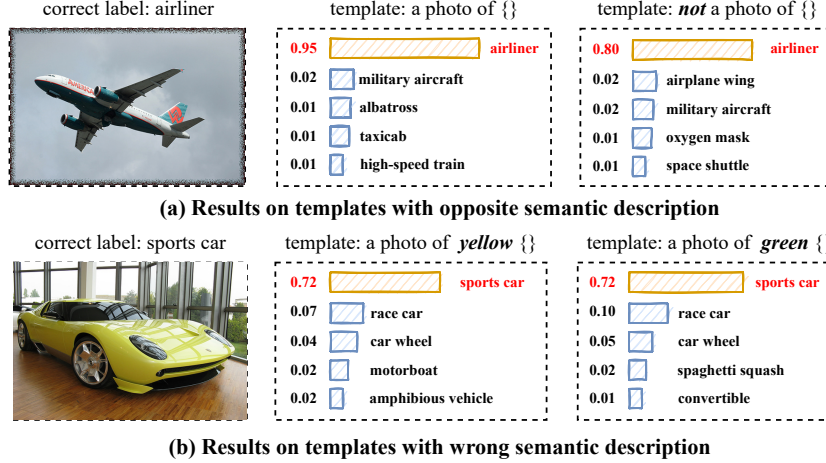 correct label: airliner
template: a photo of {}
0.95 airliner
0.02 military aircraft
0.01 albatross
0.01 taxicab
0.01 high-speed train
template: not a photo of {}
0.80 airliner
0.02 airplane wing
0.02 military aircraft
0.01 oxygen mask
0.01 space shuttle
(a) Results on templates with opposite semantic description
correct label: sports car
template: a photo of yellow {}
0.72 sports car
0.07 race car
0.04 car wheel
0.02 motorboat
0.02 amphibious vehicle
template: a photo of green {}
0.72 sports car
0.10 race car
0.05 car wheel
0.02 spaghetti squash
0.01 convertible
(b) Results on templates with wrong semantic description